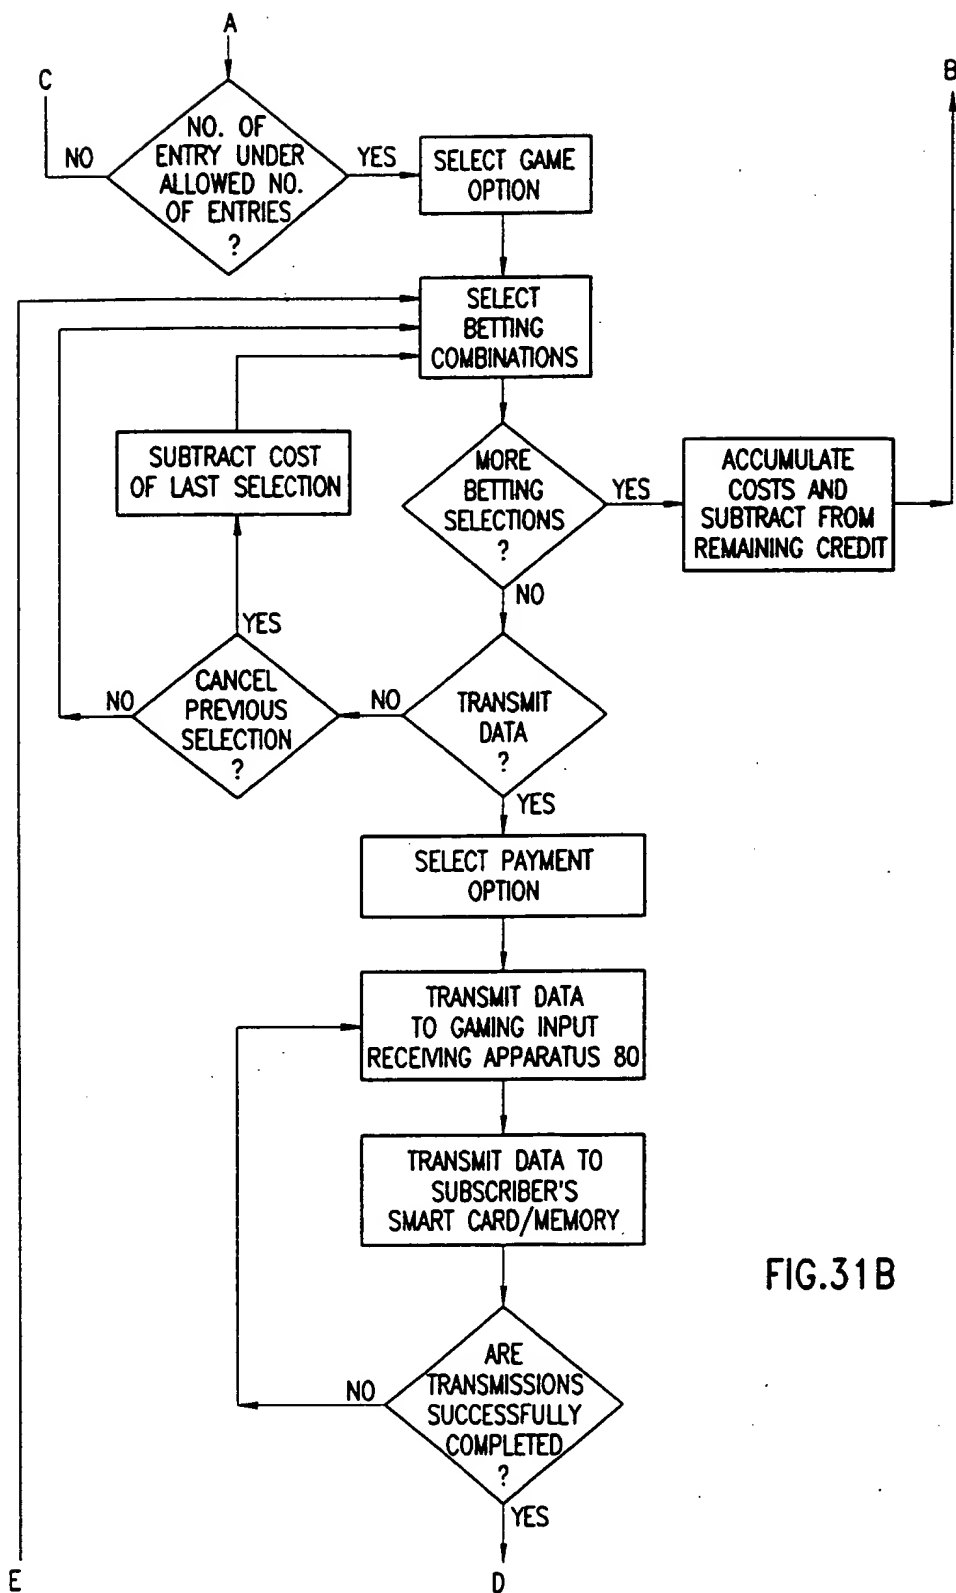 A
C
B
NO. OF
ENTRY UNDER
ALLOWED NO.
OF ENTRIES
?
NO
YES
SELECT GAME
OPTION
SELECT
BETTING
COMBINATIONS
SUBTRACT COST
OF LAST SELECTION
MORE
BETTING
SELECTIONS
?
YES
ACCUMULATE
COSTS AND
SUBTRACT FROM
REMAINING CREDIT
NO
YES
CANCEL
PREVIOUS
SELECTION
?
NO
NO
TRANSMIT
DATA
?
YES
SELECT PAYMENT
OPTION
TRANSMIT DATA
TO GAMING INPUT
RECEIVING APPARATUS 80
TRANSMIT DATA TO
SUBSCRIBER'S
SMART CARD/MEMORY
FIG.31B
ARE
TRANSMISSIONS
SUCCESSFULLY
COMPLETED
?
NO
YES
E
D